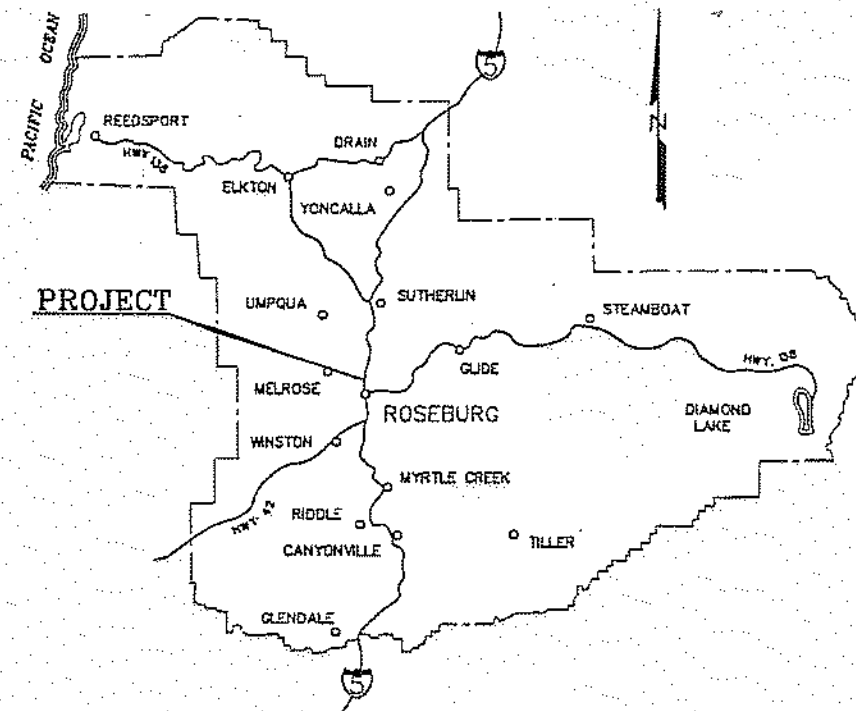 PACIFIC OCEAN
5
N
REEDSPORT
DRAIN
HWY. 138
ELKTON
YONCALLA
PROJECT
UMPQUA
SUTHERLIN
STEAMBOAT
GLIDE
HWY. 138
MELROSE
ROSEBURG
DIAMOND
LAKE
WINSTON
MYRTLE CREEK
HWY. 42
RIDDLE
CANYONVILLE
TILLER
GLENDALE
5